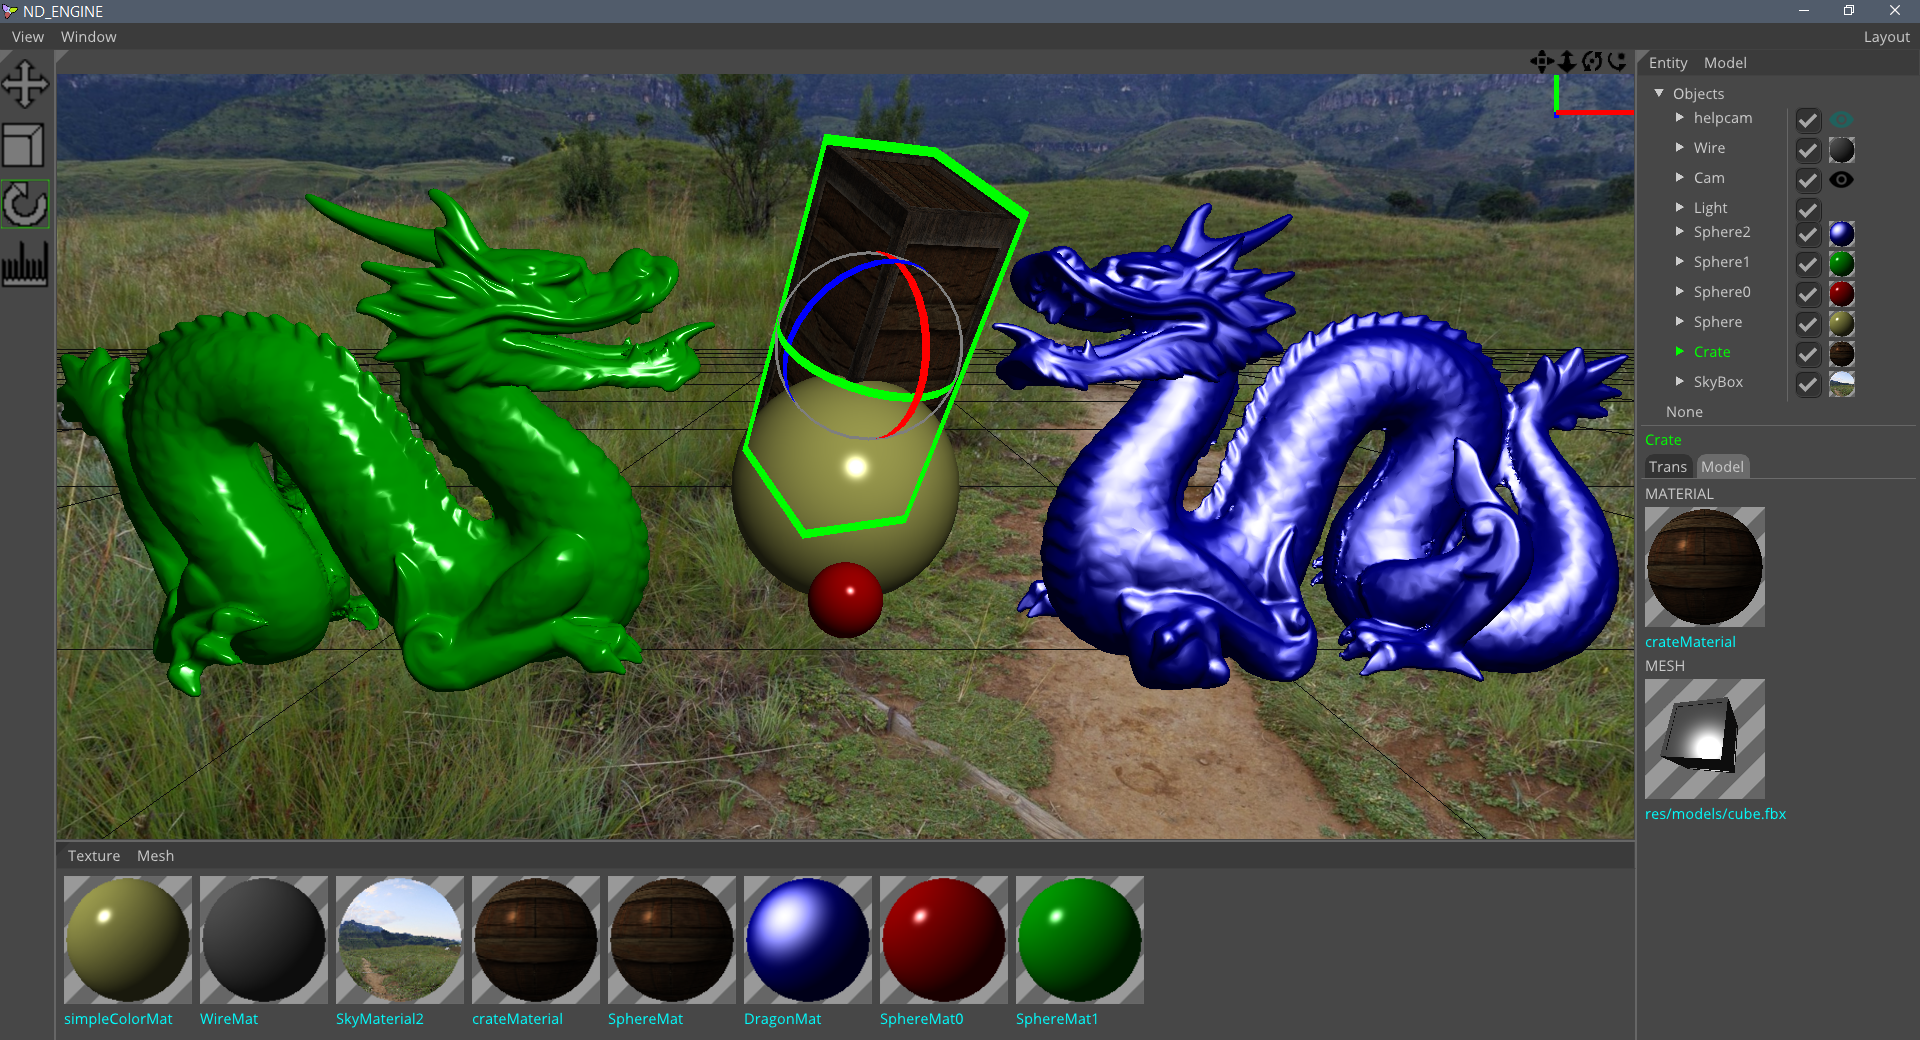 ND_ENGINE
View Window Layout
Entity Model
Objects
helpcam
Wire
Cam
Light
Sphere2
Sphere1
Sphere0
Sphere
Crate
SkyBox
None
Crate
Trans Model
MATERIAL
crateMaterial
MESH
res/models/cube.fbx
Texture Mesh
simpleColorMat WireMat SkyMaterial2 crateMaterial SphereMat DragonMat SphereMat0 SphereMat1